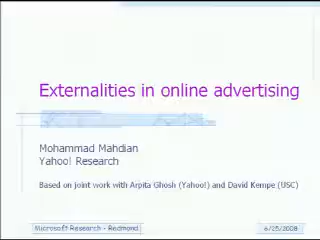 Externalities in online advertising
Mohammad Mahdian
Yahoo! Research
Based on joint work with Arpita Ghosh (Yahoo!) and David Kempe (USC)
Microsoft Research - Redmond
6/25/2008